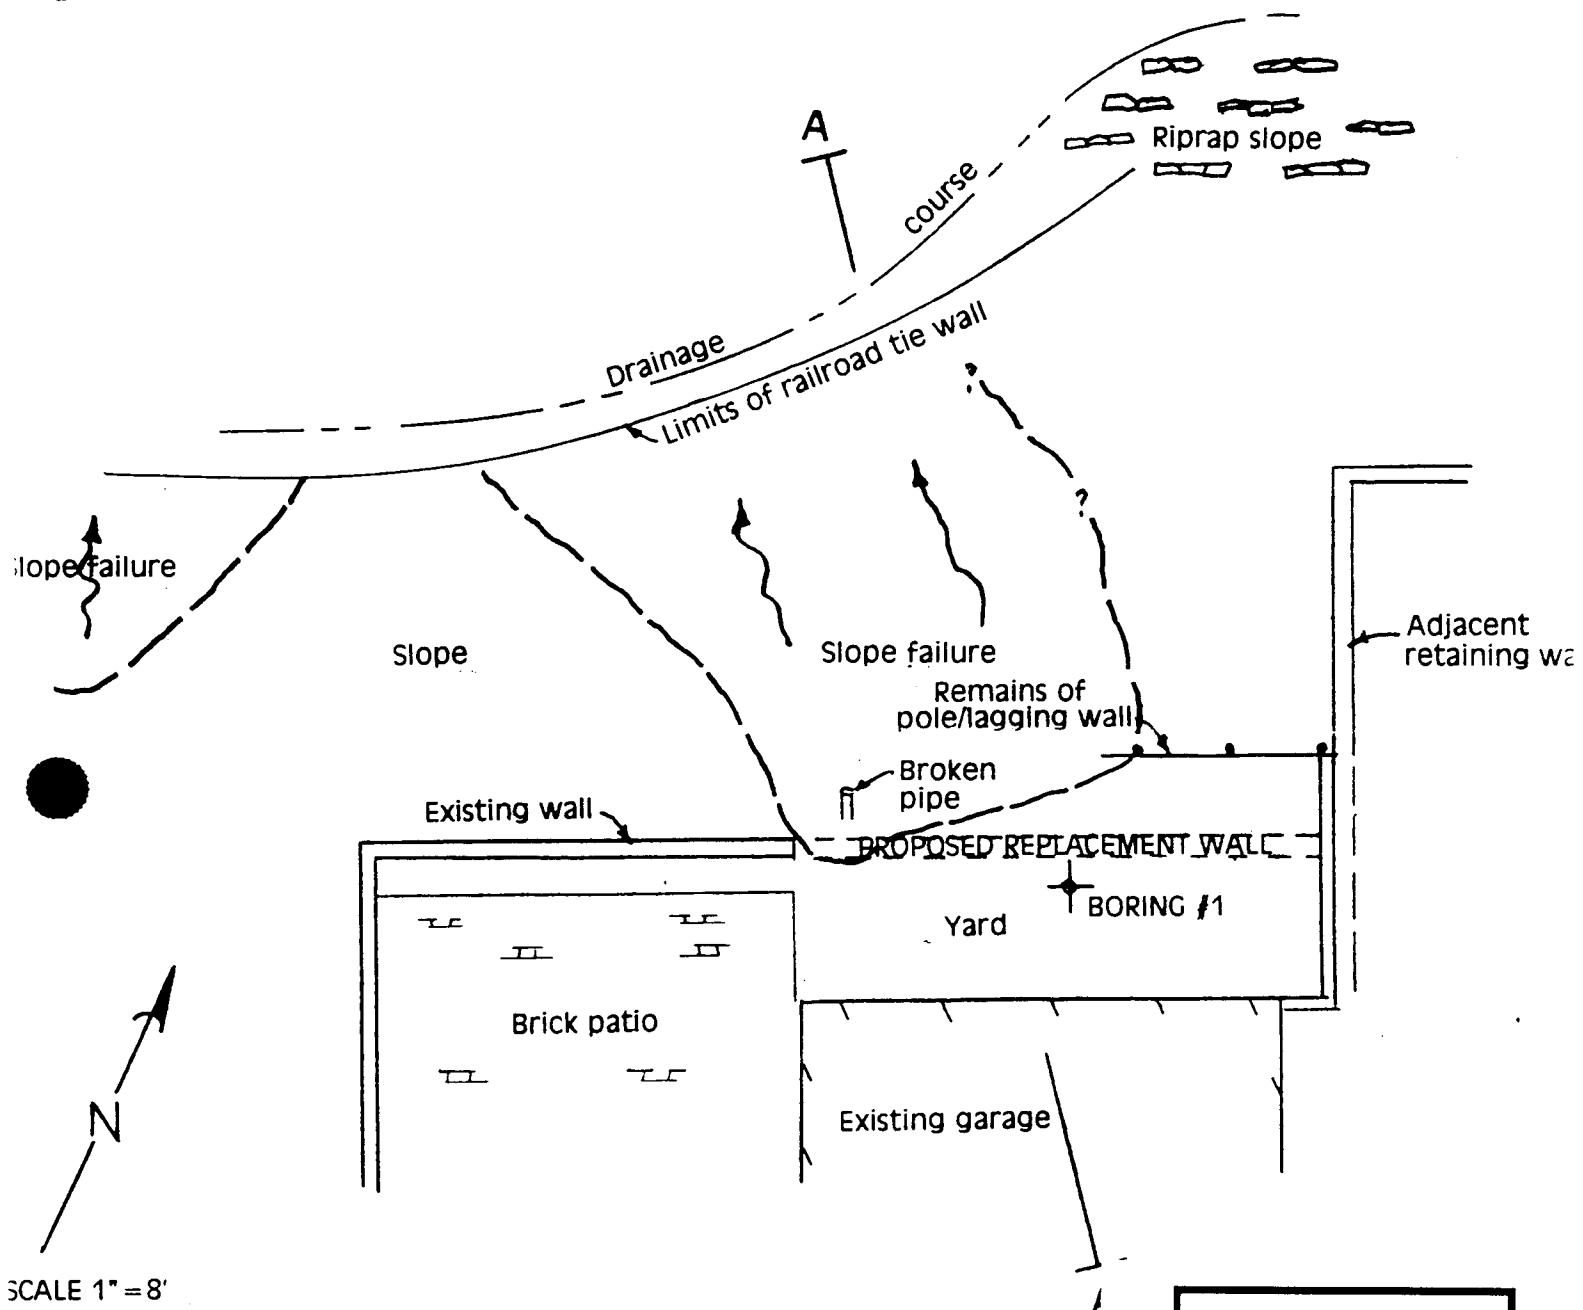 A
Riprap slope
course
Drainage
Limits of railroad tie wall
?
?
lope failure
Adjacent
retaining wa
Slope
Slope failure
Remains of
pole/lagging wall
Broken
pipe
Existing wall
PROPOSED REPLACEMENT WALL
BORING #1
Yard
Brick patio
N
Existing garage
SCALE 1" = 8'